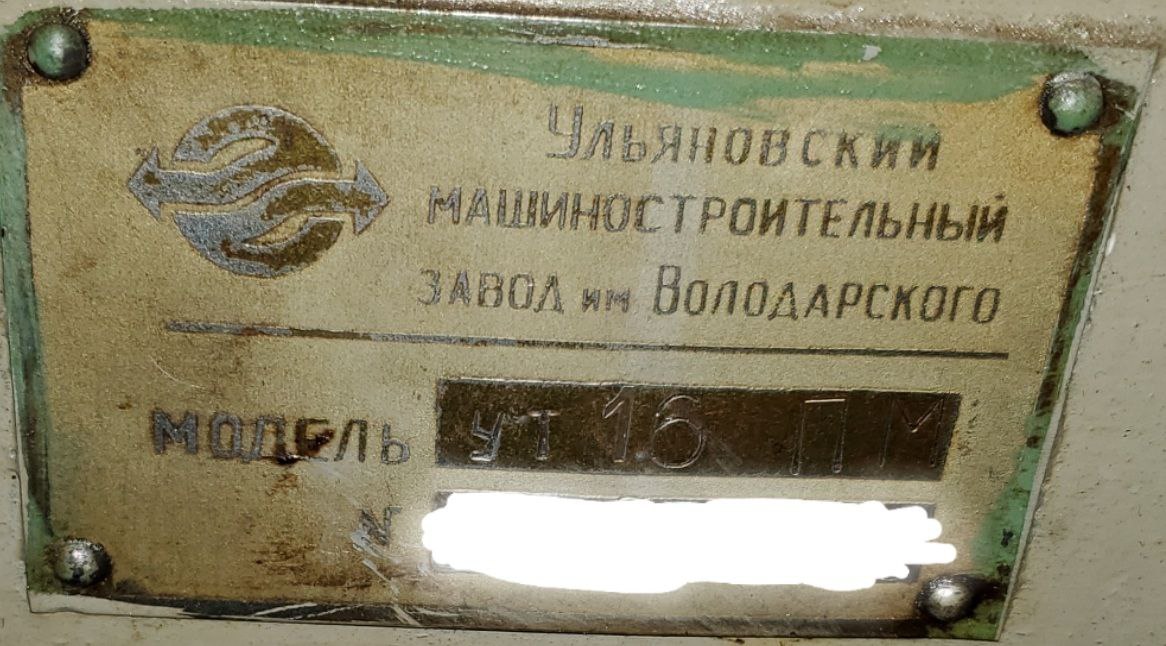 Ульяновский
машиностроительный
завод им Володарского
модель УТ 16 ПМ
№